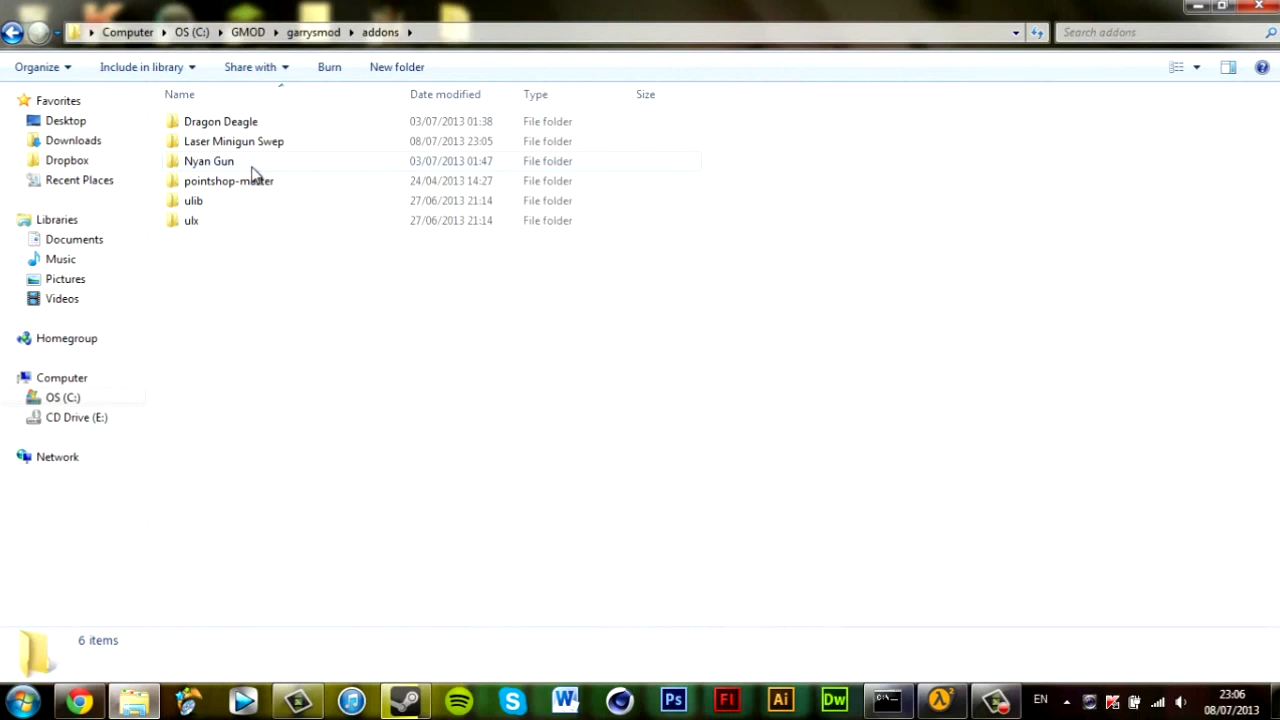 Computer OS (C:) GMOD garrysmod addons
Search addons
Organize Include in library Share with Burn New folder
Name Date modified Type Size
Favorites
Desktop
Downloads
Dropbox
Recent Places
Libraries
Documents
Music
Pictures
Videos
Homegroup
Computer
OS (C:)
CD Drive (E:)
Network
Dragon Deagle 03/07/2013 01:38 File folder
Laser Minigun Swep 08/07/2013 23:05 File folder
Nyan Gun 03/07/2013 01:47 File folder
pointshop-master 24/04/2013 14:27 File folder
ulib 27/06/2013 21:14 File folder
ulx 27/06/2013 21:14 File folder
6 items
W Ps Fl Ai Dw
EN
23:06
08/07/2013